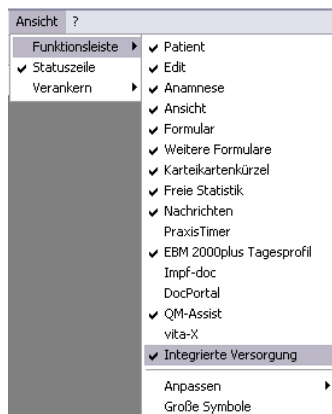 Ansicht ?
Funktionsleiste
Statuszeile
Verankern
Patient
Edit
Anamnese
Ansicht
Formular
Weitere Formulare
Karteikartenkürzel
Freie Statistik
Nachrichten
PraxisTimer
EBM 2000plus Tagesprofil
Impf-doc
DocPortal
QM-Assist
vita-X
Integrierte Versorgung
Anpassen
Große Symbole